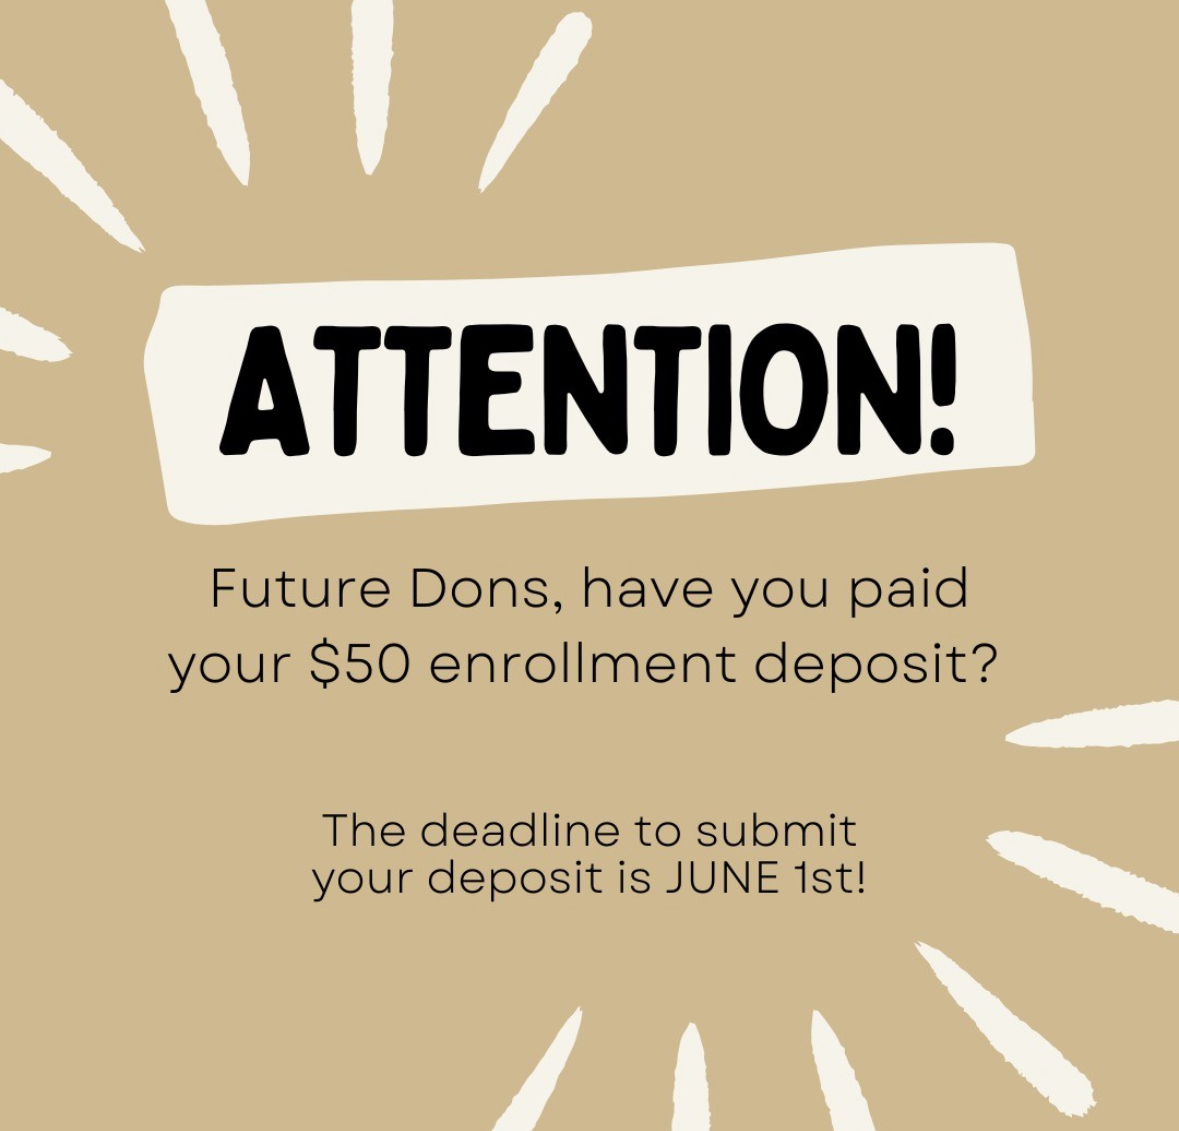 ATTENTION!
Future Dons, have you paid
your $50 enrollment deposit?
The deadline to submit
your deposit is JUNE 1st!